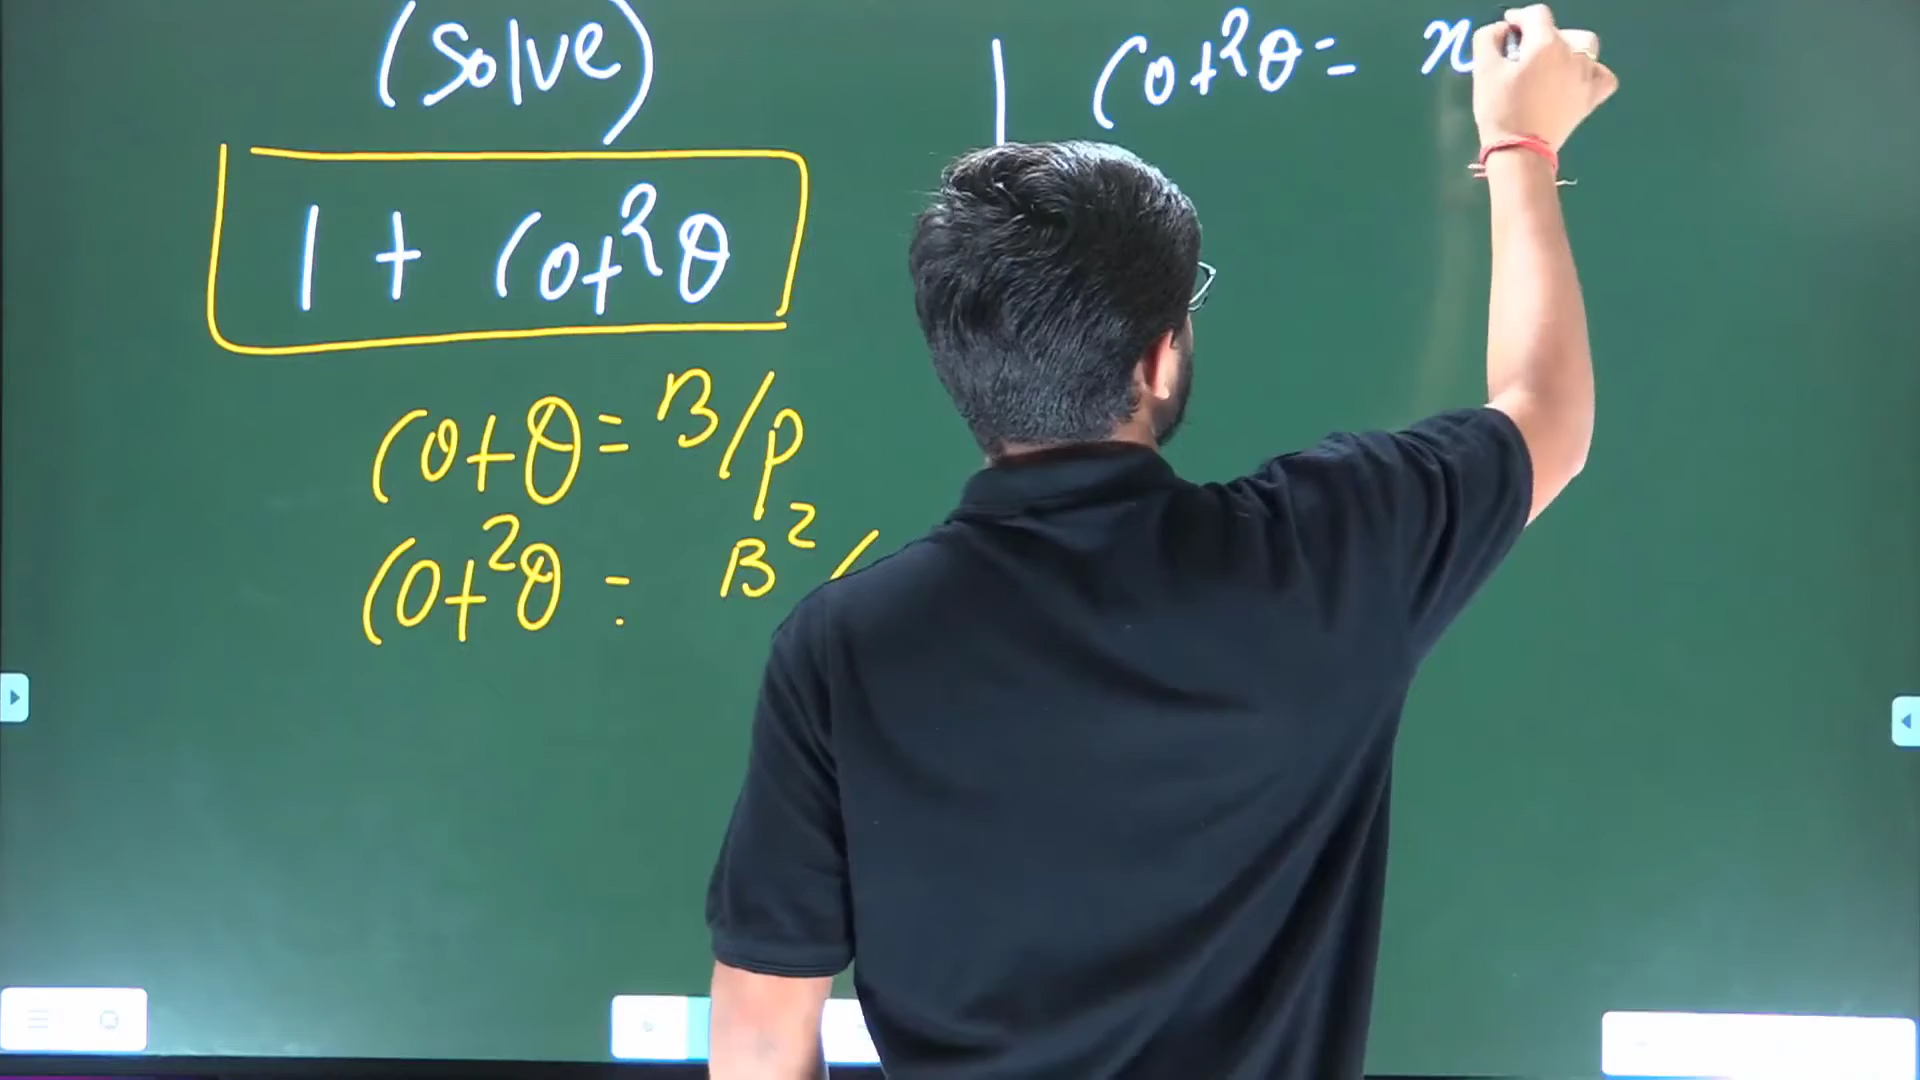 (Solve)
1 + Cot²θ
Cotθ = B/P
Cot²θ = B²/
Cot²θ = x